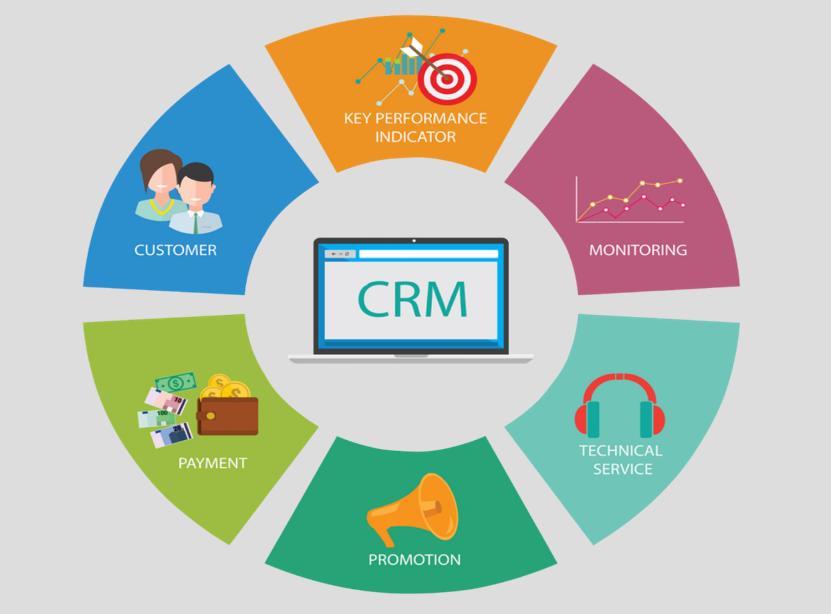 KEY PERFORMANCE
INDICATOR
CUSTOMER
MONITORING
CRM
PAYMENT
TECHNICAL
SERVICE
PROMOTION